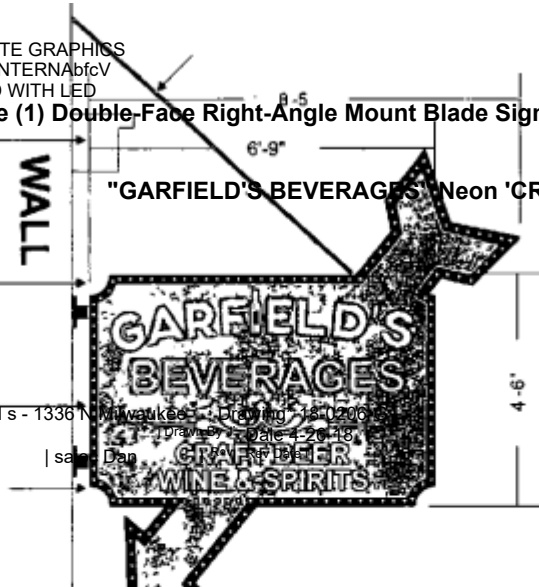 TE GRAPHICS
NTERNAbfcV
D WITH LED
8-5
e (1) Double-Face Right-Angle Mount Blade Sign
6'-9"
"GARFIELD'S BEVERAGES" Neon 'CR
WALL
GARFIELD'S
BEVERAGES
4'-6"
l s - 1336 N Milwaukee Drawing* 18-0206
Drawn By Date 4-26-18
| sales Dan Rev Date
CRAFT BEER
WINE & SPIRITS